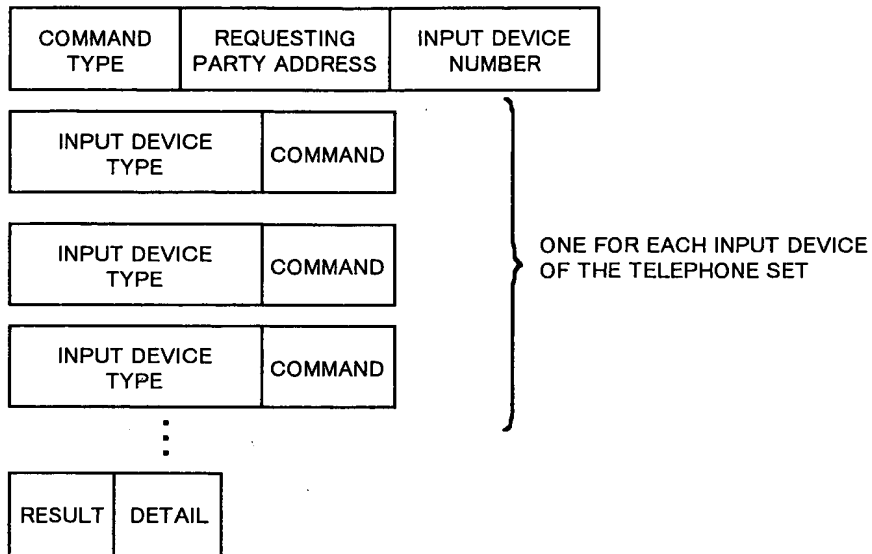 COMMAND TYPE
REQUESTING PARTY ADDRESS
INPUT DEVICE NUMBER
INPUT DEVICE TYPE
COMMAND
INPUT DEVICE TYPE
COMMAND
ONE FOR EACH INPUT DEVICE
OF THE TELEPHONE SET
INPUT DEVICE TYPE
COMMAND
RESULT
DETAIL